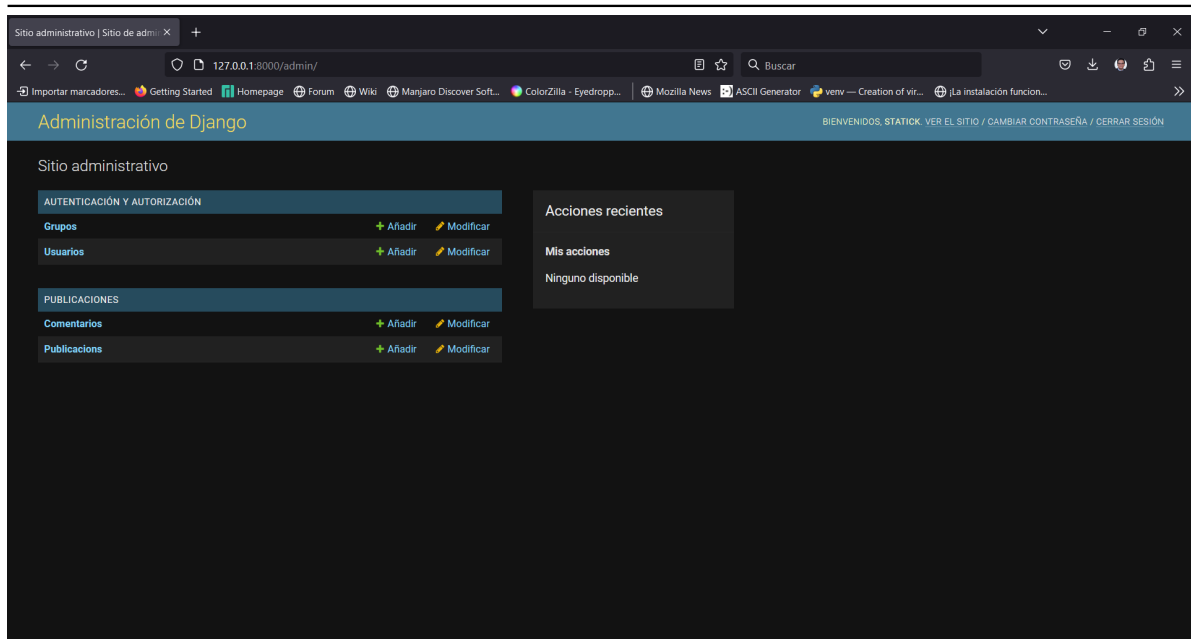 Sitio administrativo | Sitio de admi
127.0.0.1:8000/admin/
Buscar
Importar marcadores... Getting Started Homepage Forum Wiki Manjaro Discover Soft... ColorZilla - Eyedropp... Mozilla News ASCII Generator venv — Creation of vir... ¡La instalación funcion...
Administración de Django
BIENVENIDOS, STATICK. VER EL SITIO / CAMBIAR CONTRASEÑA / CERRAR SESIÓN
Sitio administrativo
AUTENTICACIÓN Y AUTORIZACIÓN
Grupos Añadir Modificar
Usuarios Añadir Modificar
PUBLICACIONES
Comentarios Añadir Modificar
Publicacions Añadir Modificar
Acciones recientes
Mis acciones
Ninguno disponible